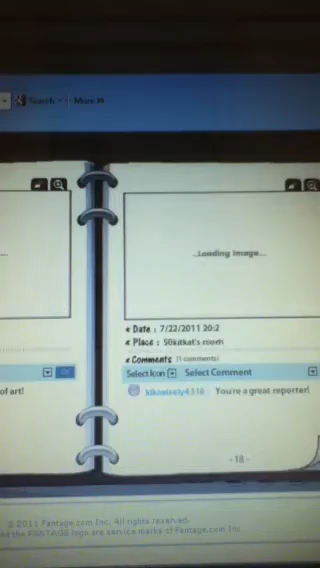 Search
More
...Loading Image...
Date : 7/22/2011 20:2
Place : 50kitkat's room
Comments (1 comments)
OK
Select Icon
Select Comment
of art!
You're a great reporter!
- 18 -
© 2011 Fantage.com Inc. All rights reserved.
the FANTAGE logo are service marks of Fantage.com Inc.